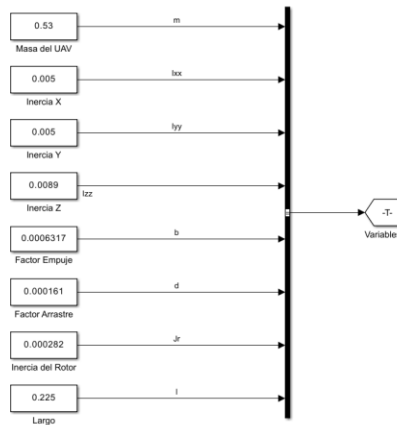 0.53
m
Masa del UAV
0.005
Ixx
Inercia X
0.005
Iyy
Inercia Y
0.0089
Izz
Inercia Z
0.0006317
b
Factor Empuje
0.000161
d
Factor Arrastre
0.000282
Jr
Inercia del Rotor
0.225
l
Largo
-T-
Variables